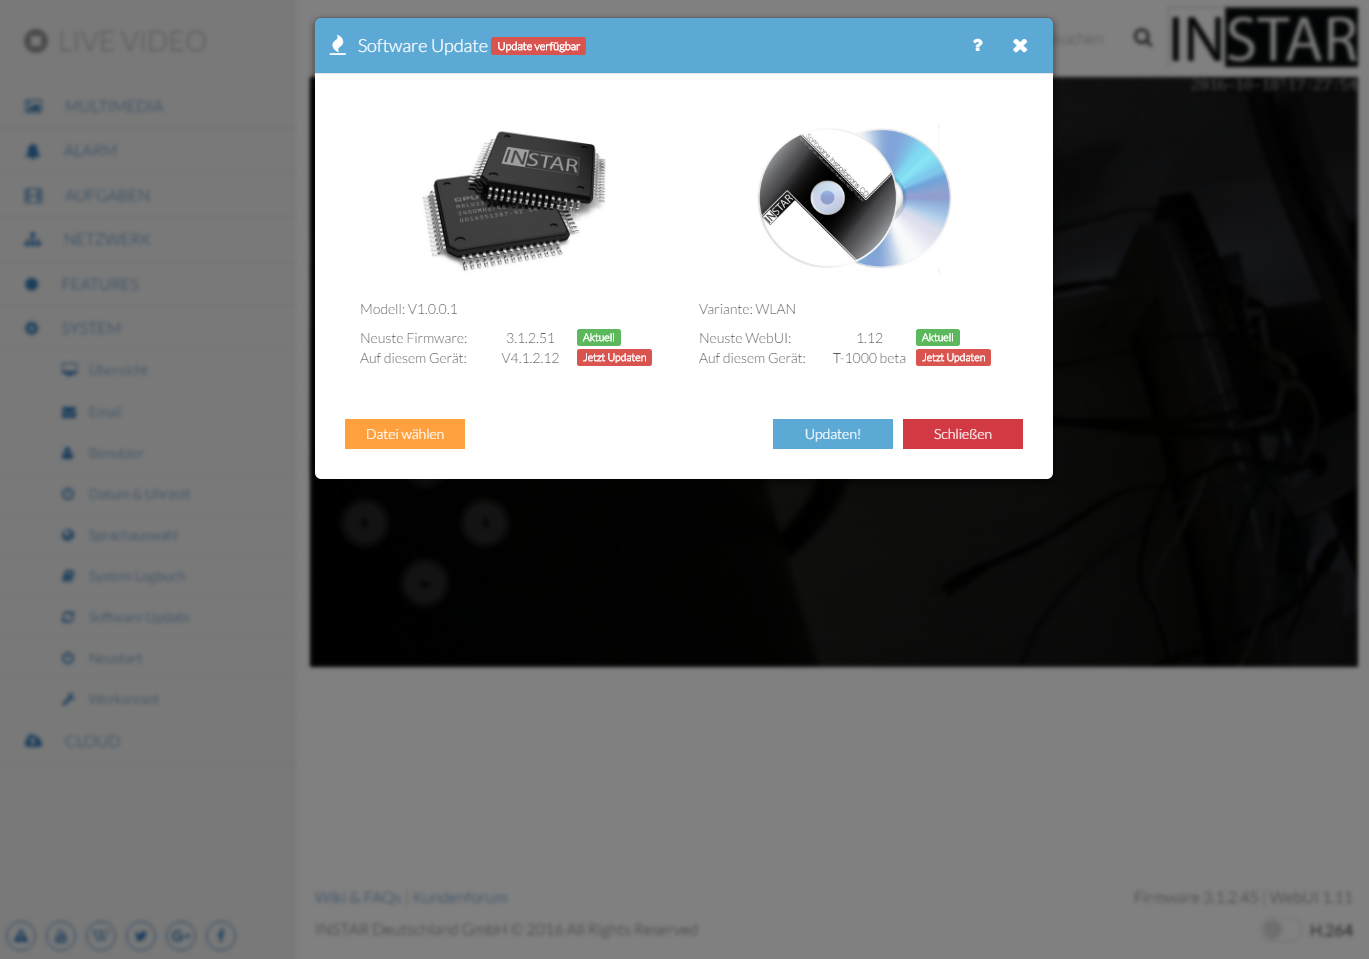 LIVE VIDEO
MULTIMEDIA
ALARM
AUFGABEN
NETZWERK
FEATURES
SYSTEM
Übersicht
Email
Benutzer
Datum & Uhrzeit
Sprachauswahl
System Logbuch
Software Update
Neustart
Werksreset
CLOUD
Software Update Update verfügbar
?
suchen
INSTAR
INSTAR
INSTAR
Modell: V1.0.0.1
Neuste Firmware: 3.1.2.51 Aktuell
Auf diesem Gerät: V4.1.2.12 Jetzt Updaten
Variante: WLAN
Neuste WebUI: 1.12 Aktuell
Auf diesem Gerät: T-1000 beta Jetzt Updaten
Datei wählen
Updaten!
Schließen
Wiki & FAQs | Kundenforum
Firmware 3.1.2.45 | WebUI 1.11
INSTAR Deutschland GmbH © 2016 All Rights Reserved
H.264